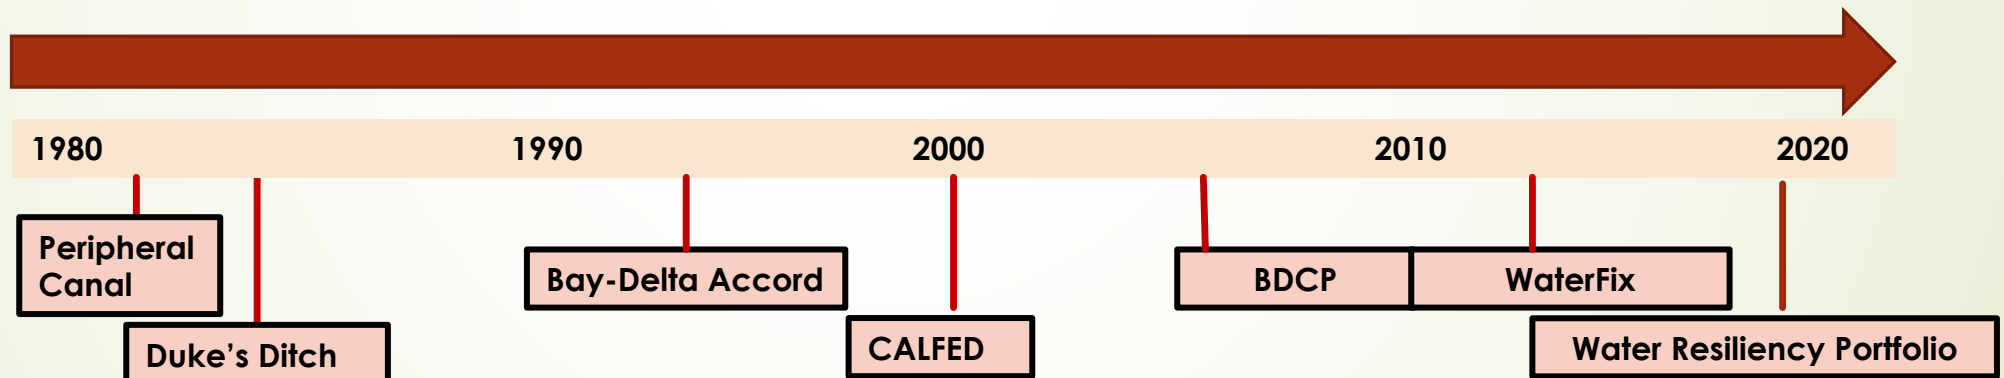 1980 1990 2000 2010 2020
Peripheral
Canal
Bay-Delta Accord
BDCP
WaterFix
Duke's Ditch
CALFED
Water Resiliency Portfolio